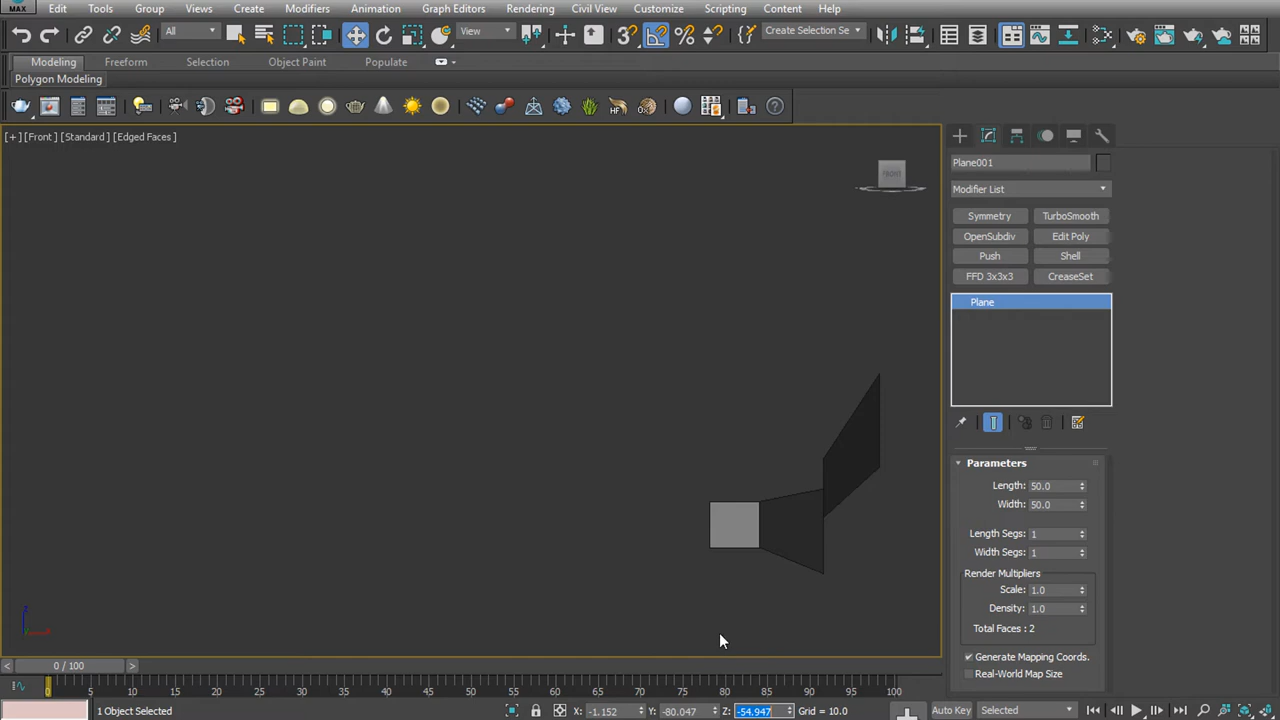 MAX Edit Tools Group Views Create Modifiers Animation Graph Editors Rendering Civil View Customize Scripting Content Help
All View 3 Create Selection Se
Modeling Freeform Selection Object Paint Populate
Polygon Modeling
[+] [Front] [Standard] [Edged Faces]
FRONT
Plane001
Modifier List
Symmetry TurboSmooth
OpenSubdiv Edit Poly
Push Shell
FFD 3x3x3 CreaseSet
Plane
Parameters
Length: 50.0
Width: 50.0
Length Segs: 1
Width Segs: 1
Render Multipliers
Scale: 1.0
Density: 1.0
Total Faces : 2
Generate Mapping Coords.
Real-World Map Size
z
x
< 0 / 100 >
0 5 10 15 20 25 30 35 40 45 50 55 60 65 70 75 80 85 90 95 100
1 Object Selected X: -1.152 Y: -80.047 Z: -54.947 Grid = 10.0 Auto Key Selected